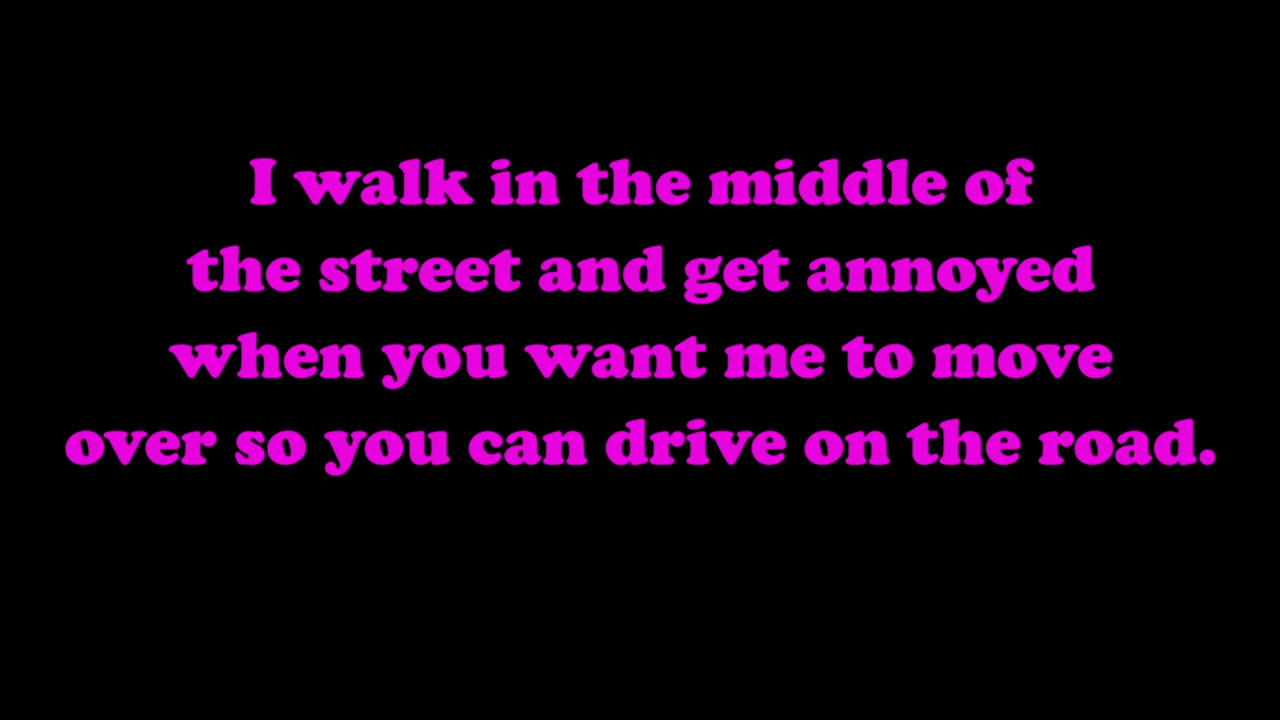 I walk in the middle of
the street and get annoyed
when you want me to move
over so you can drive on the road.